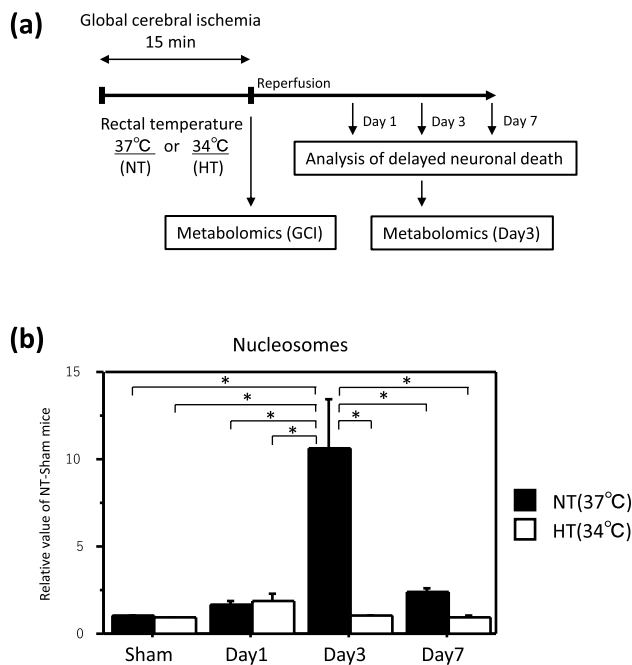 (a)
Global cerebral ischemia
15 min
Reperfusion
Rectal temperature
37℃ or 34℃
(NT) (HT)
Day 1 Day 3 Day 7
Analysis of delayed neuronal death
Metabolomics (GCI) Metabolomics (Day3)
(b)
Nucleosomes
Relative value of NT-Sham mice
15
10
5
0
* *
*
* *
* *
NT(37℃)
HT(34℃)
Sham Day1 Day3 Day7